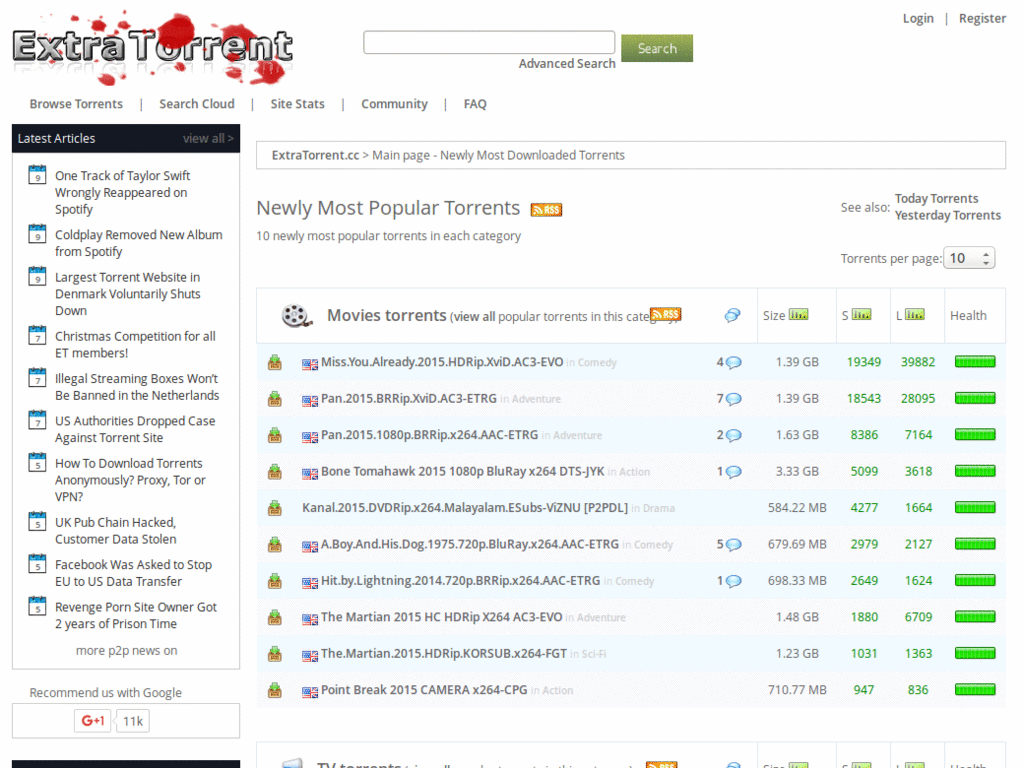 Login | Register
ExtraTorrent
Search
Advanced Search
Browse Torrents | Search Cloud | Site Stats | Community | FAQ
Latest Articles view all >
9 One Track of Taylor Swift
Wrongly Reappeared on
Spotify
9 Coldplay Removed New Album
from Spotify
9 Largest Torrent Website in
Denmark Voluntarily Shuts
Down
7 Christmas Competition for all
ET members!
7 Illegal Streaming Boxes Won't
Be Banned in the Netherlands
7 US Authorities Dropped Case
Against Torrent Site
5 How To Download Torrents
Anonymously? Proxy, Tor or
VPN?
5 UK Pub Chain Hacked,
Customer Data Stolen
5 Facebook Was Asked to Stop
EU to US Data Transfer
5 Revenge Porn Site Owner Got
2 years of Prison Time
more p2p news on
Recommend us with Google
G+1 11k
ExtraTorrent.cc > Main page - Newly Most Downloaded Torrents
Newly Most Popular Torrents RSS
10 newly most popular torrents in each category
See also: Today Torrents
Yesterday Torrents
Torrents per page: 10
Movies torrents (view all popular torrents in this category) RSS Size S L Health
Miss.You.Already.2015.HDRip.XviD.AC3-EVO in Comedy 4 1.39 GB 19349 39882
Pan.2015.BRRip.XviD.AC3-ETRG in Adventure 7 1.39 GB 18543 28095
Pan.2015.1080p.BRRip.x264.AAC-ETRG in Adventure 2 1.63 GB 8386 7164
Bone Tomahawk 2015 1080p BluRay x264 DTS-JYK in Action 1 3.33 GB 5099 3618
Kanal.2015.DVDRip.x264.Malayalam.ESubs-ViZNU [P2PDL] in Drama 584.22 MB 4277 1664
A.Boy.And.His.Dog.1975.720p.BluRay.x264.AAC-ETRG in Comedy 5 679.69 MB 2979 2127
Hit.by.Lightning.2014.720p.BRRip.x264.AAC-ETRG in Comedy 1 698.33 MB 2649 1624
The Martian 2015 HC HDRip X264 AC3-EVO in Adventure 1.48 GB 1880 6709
The.Martian.2015.HDRip.KORSUB.x264-FGT in Sci-Fi 1.23 GB 1031 1363
Point Break 2015 CAMERA x264-CPG in Action 710.77 MB 947 836
TV torrents RSS Size S L Health